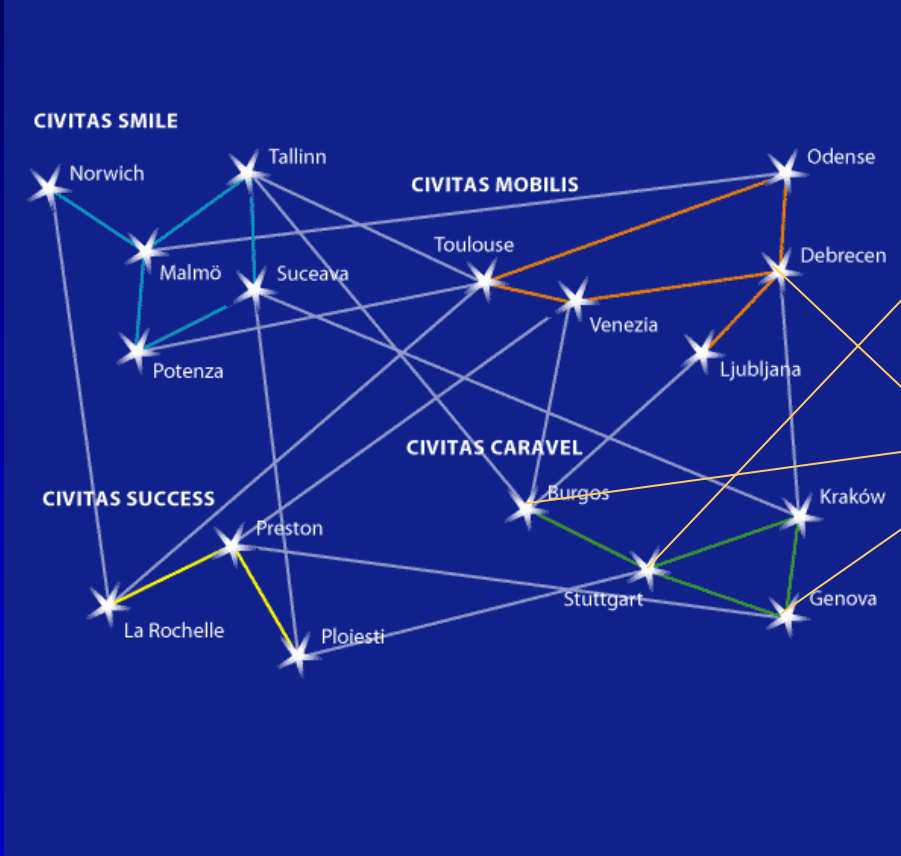 CIVITAS SMILE
Norwich
Tallinn
Odense
CIVITAS MOBILIS
Toulouse
Debrecen
Malmö
Suceava
Venezia
Potenza
Ljubljana
CIVITAS CARAVEL
CIVITAS SUCCESS
Burgos
Kraków
Preston
Stuttgart
Genova
La Rochelle
Ploiesti